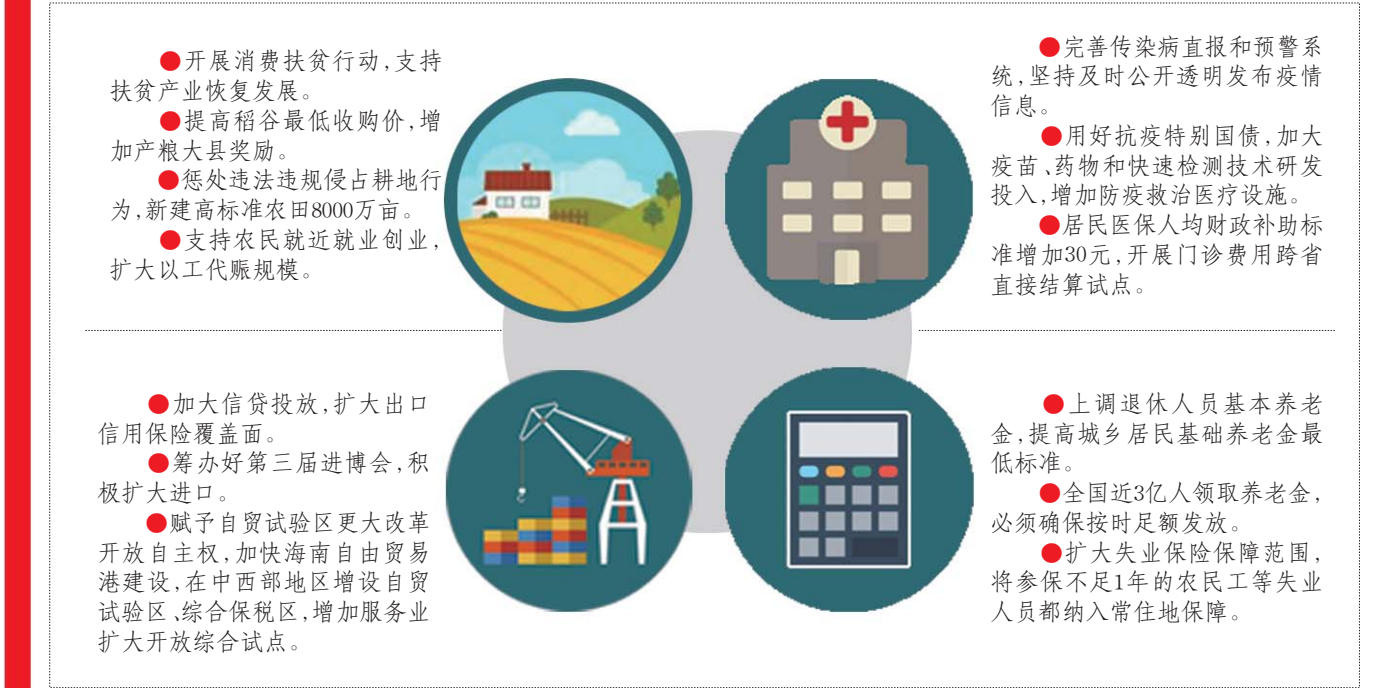 ●开展消费扶贫行动,支持
扶贫产业恢复发展。
●提高稻谷最低收购价,增
加产粮大县奖励。
●惩处违法违规侵占耕地行
为,新建高标准农田8000万亩。
●支持农民就近就业创业,
扩大以工代赈规模。
●完善传染病直报和预警系
统,坚持及时公开透明发布疫情
信息。
●用好抗疫特别国债,加大
疫苗、药物和快速检测技术研发
投入,增加防疫救治医疗设施。
●居民医保人均财政补助标
准增加30元,开展门诊费用跨省
直接结算试点。
●加大信贷投放,扩大出口
信用保险覆盖面。
●筹办好第三届进博会,积
极扩大进口。
●赋予自贸试验区更大改革
开放自主权,加快海南自由贸易
港建设,在中西部地区增设自贸
试验区、综合保税区,增加服务业
扩大开放综合试点。
●上调退休人员基本养老
金,提高城乡居民基础养老金最
低标准。
●全国近3亿人领取养老金,
必须确保按时足额发放。
●扩大失业保险保障范围,
将参保不足1年的农民工等失业
人员都纳入常住地保障。